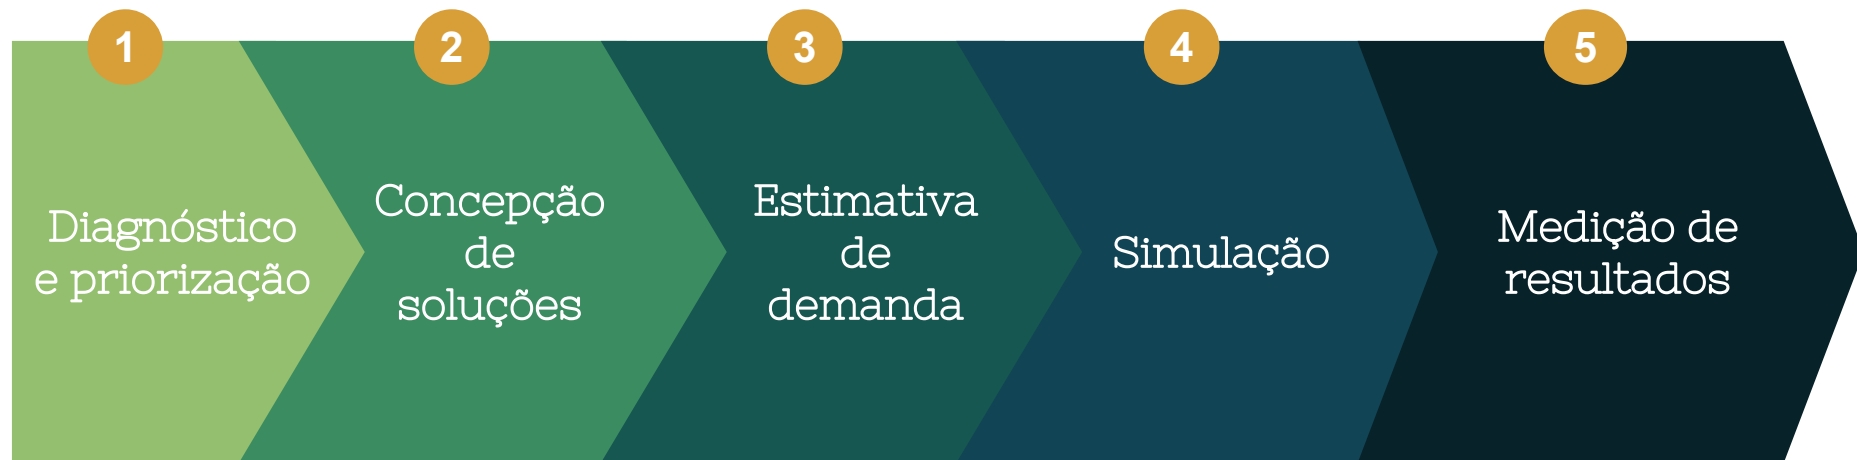 1
Diagnóstico
e priorização
2
Concepção
de
soluções
3
Estimativa
de
demanda
4
Simulação
5
Medição de
resultados